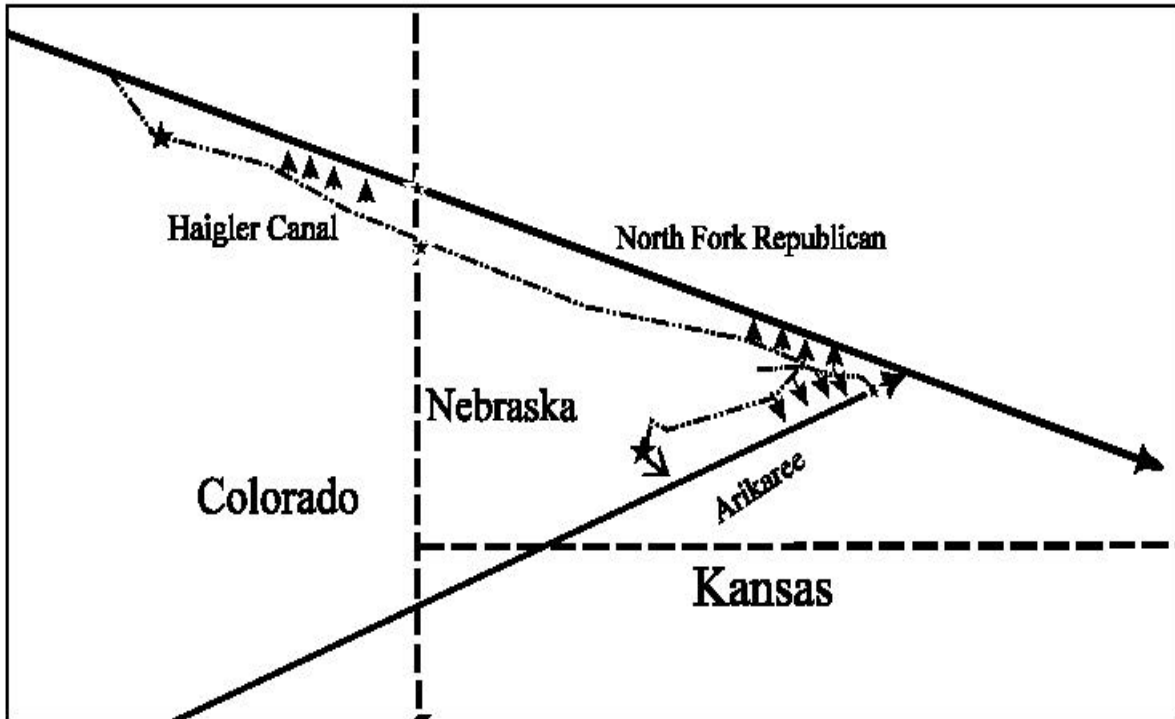 Haigler Canal
North Fork Republican
Nebraska
Colorado
Arikaree
Kansas